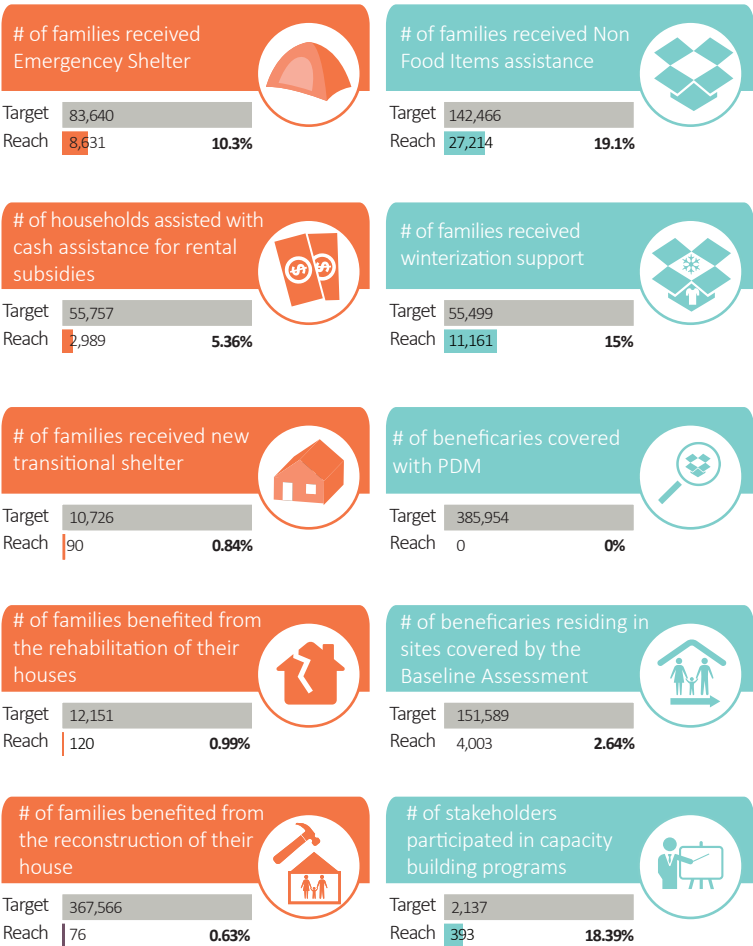 # of families received
Emergencey Shelter
Target 83,640
Reach 8,631 10.3%
# of families received Non
Food Items assistance
Target 142,466
Reach 27,214 19.1%
# of households assisted with
cash assistance for rental
subsidies
Target 55,757
Reach 2,989 5.36%
# of families received
winterization support
Target 55,499
Reach 11,161 15%
# of families received new
transitional shelter
Target 10,726
Reach 90 0.84%
# of beneficaries covered
with PDM
Target 385,954
Reach 0 0%
# of families benefited from
the rehabilitation of their
houses
Target 12,151
Reach 120 0.99%
# of beneficaries residing in
sites covered by the
Baseline Assessment
Target 151,589
Reach 4,003 2.64%
# of families benefited from
the reconstruction of their
house
Target 367,566
Reach 76 0.63%
# of stakeholders
participated in capacity
building programs
Target 2,137
Reach 393 18.39%